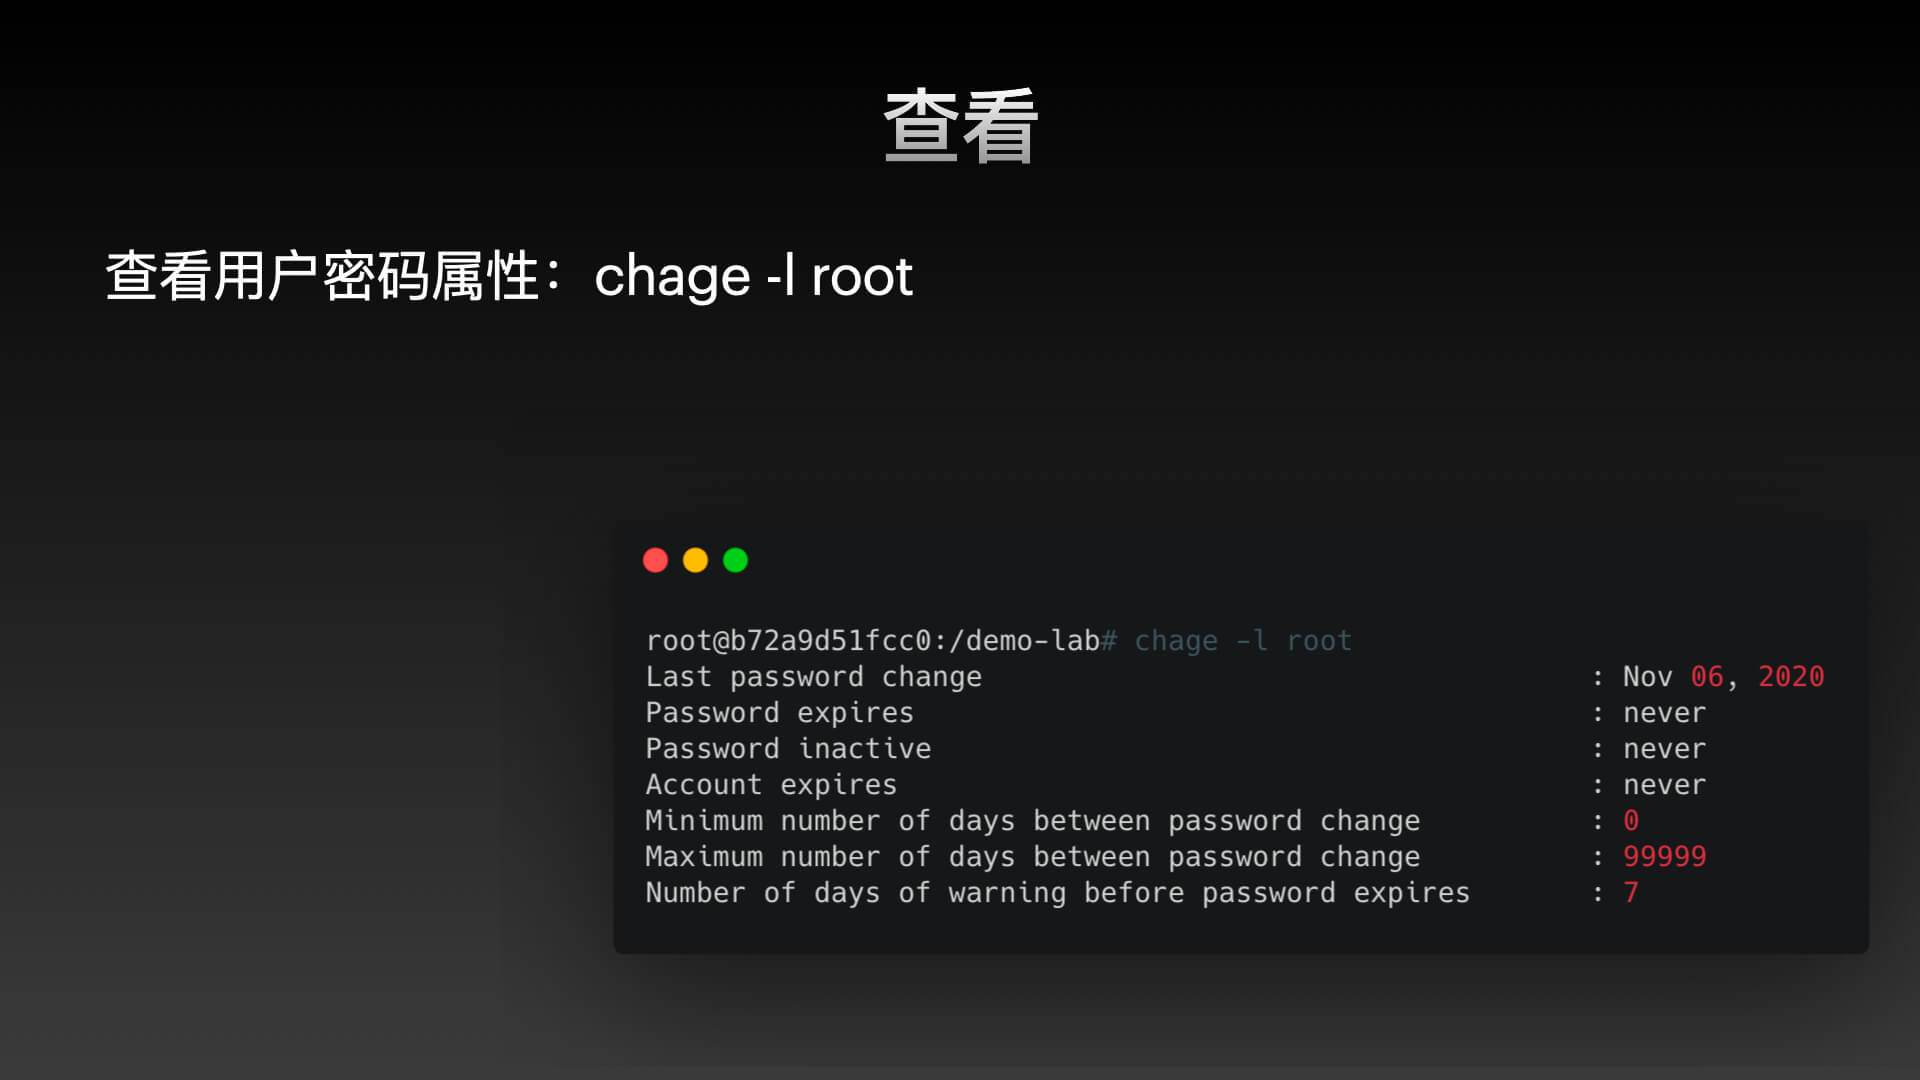 查看
查看用户密码属性：chage -l root
root@b72a9d51fcc0:/demo-lab# chage -l root
Last password change : Nov 06, 2020
Password expires : never
Password inactive : never
Account expires : never
Minimum number of days between password change : 0
Maximum number of days between password change : 99999
Number of days of warning before password expires : 7